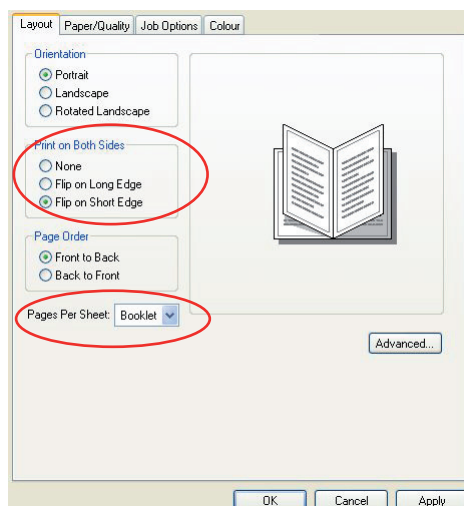 Layout Paper/Quality Job Options Colour
Orientation
Portrait
Landscape
Rotated Landscape
Print on Both Sides
None
Flip on Long Edge
Flip on Short Edge
Page Order
Front to Back
Back to Front
Pages Per Sheet: Booklet
Advanced...
OK Cancel Apply